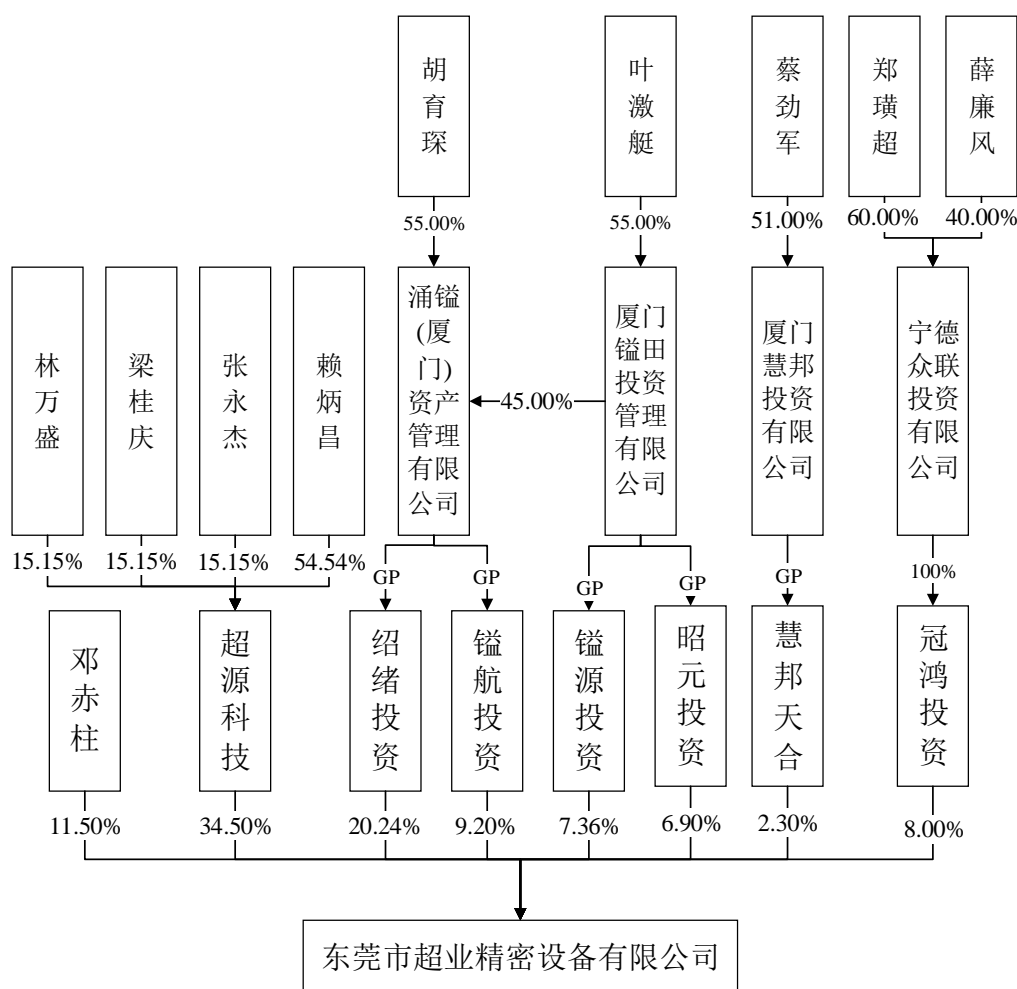 胡育琛
叶激艇
蔡劲军
郑璜超
薛廉风
55.00%
55.00%
51.00%
60.00%
40.00%
林万盛
梁桂庆
张永杰
赖炳昌
涌镒
(厦
门)
资产
管理
有限
公司
45.00%
厦门
镒田
投资
管理
有限
公司
厦门
慧邦
投资
有限
公司
宁德
众联
投资
有限
公司
15.15%
15.15%
15.15%
54.54%
GP
GP
GP
GP
GP
100%
邓赤柱
超源科技
绍绪投资
镒航投资
镒源投资
昭元投资
慧邦天合
冠鸿投资
11.50%
34.50%
20.24%
9.20%
7.36%
6.90%
2.30%
8.00%
东莞市超业精密设备有限公司